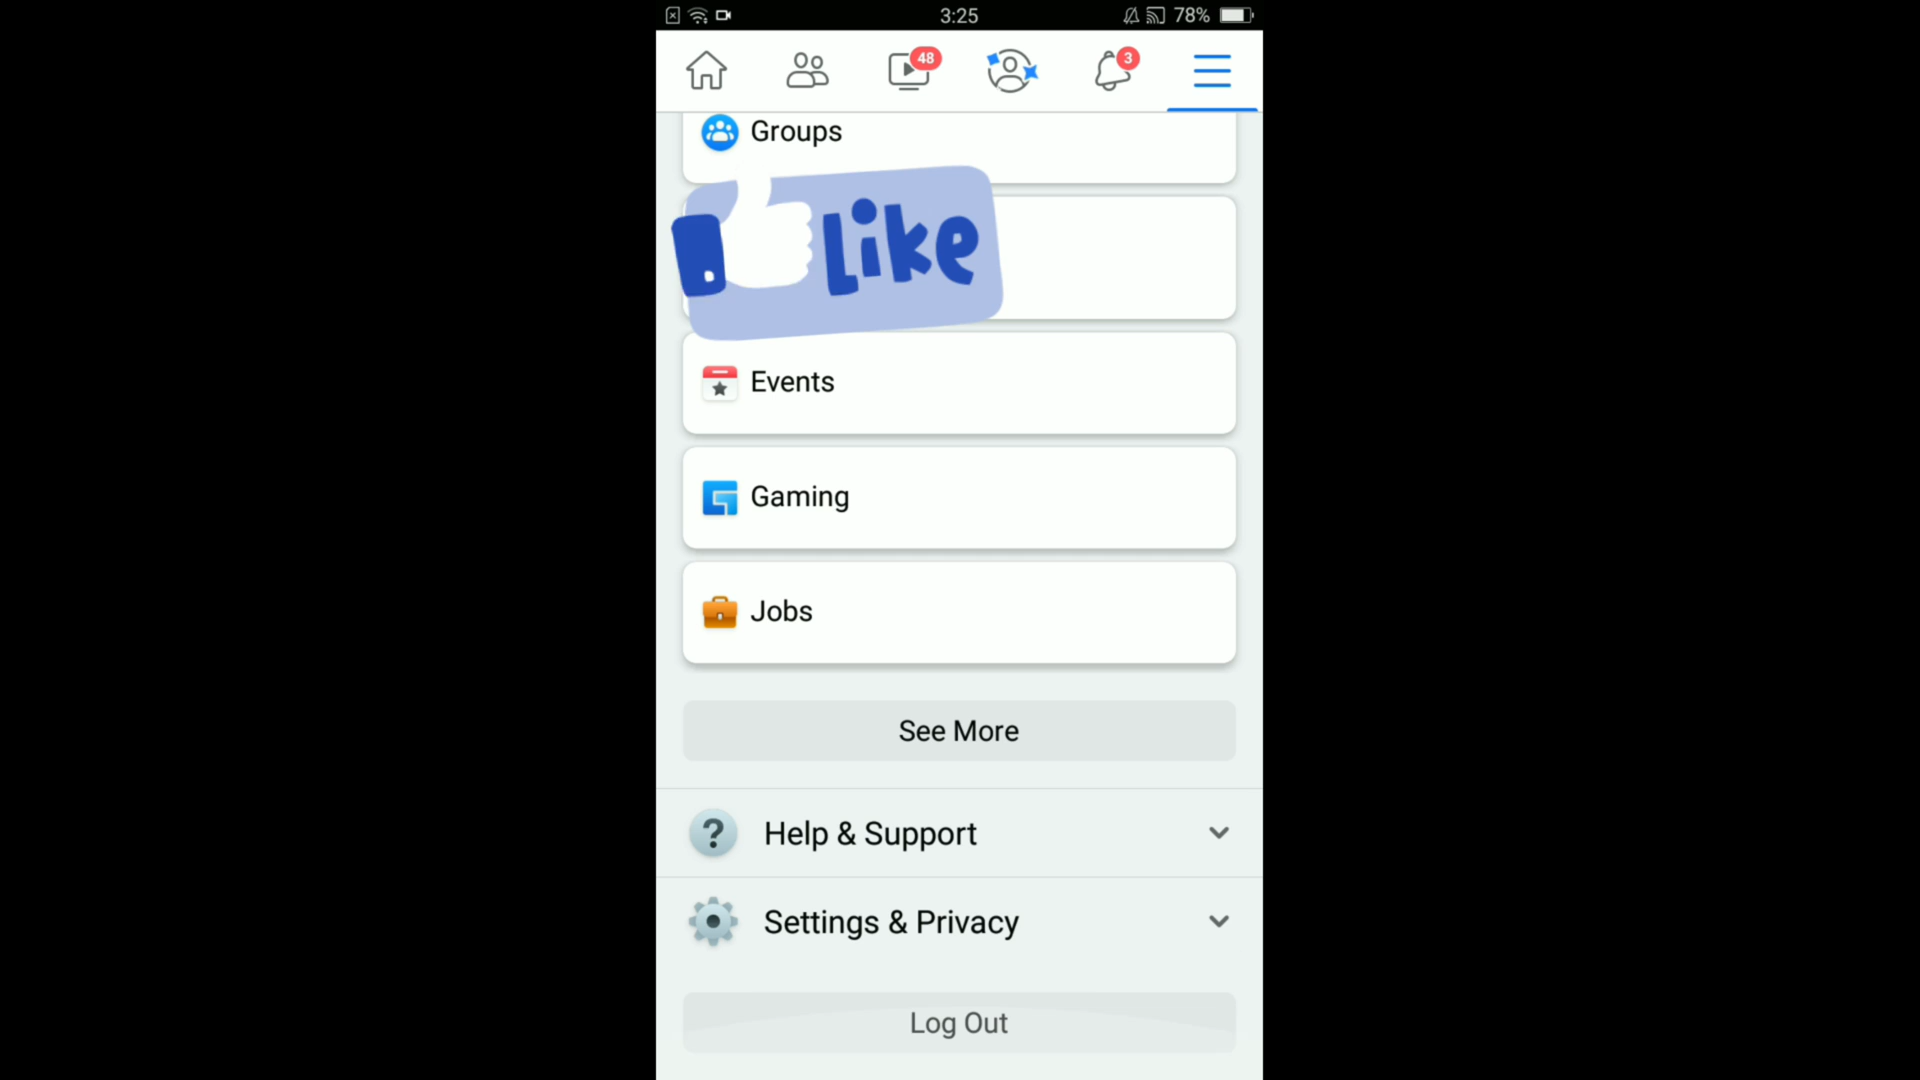 3:25
78%
48
3
Groups
Like
Events
Gaming
Jobs
See More
? Help & Support
Settings & Privacy
Log Out